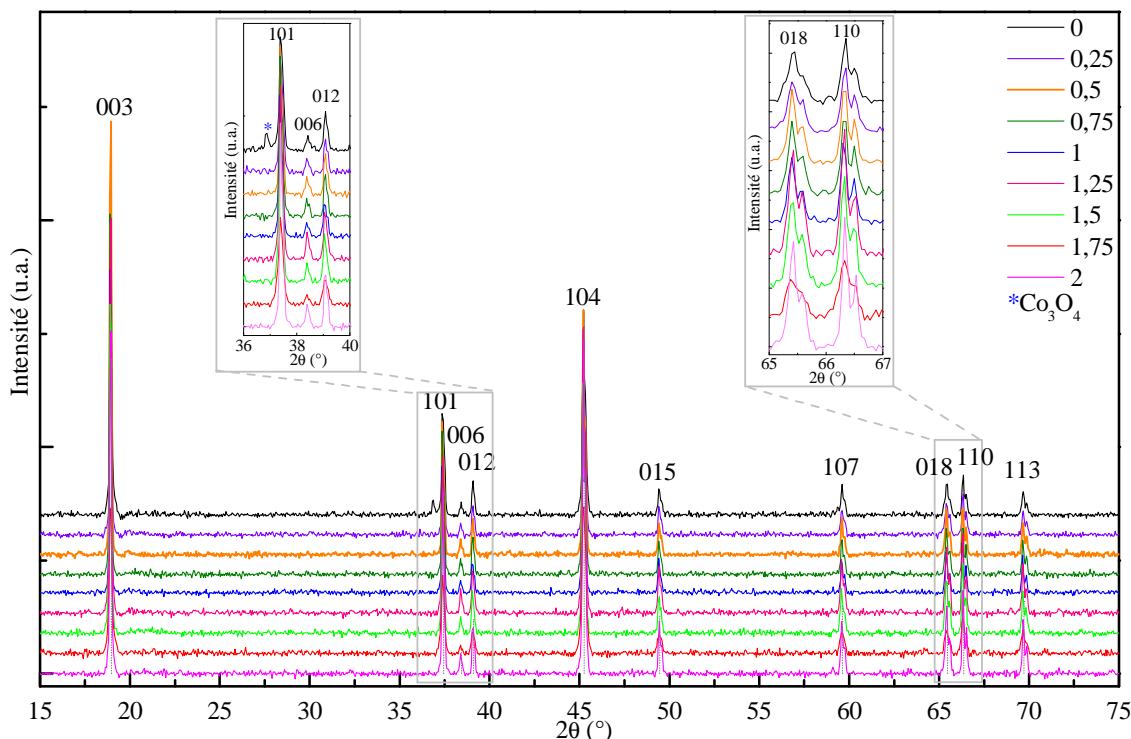 Intensité (u.a.)
003
101
006
012
104
015
107
018
110
113
15 20 25 30 35 40 45 50 55 60 65 70 75
2θ (°)
Intensité (u.a.)
101
*
006
012
36 38 40
2θ (°)
Intensité (u.a.)
018 110
65 66 67
2θ (°)
0
0,25
0,5
0,75
1
1,25
1,5
1,75
2
*Co₃O₄